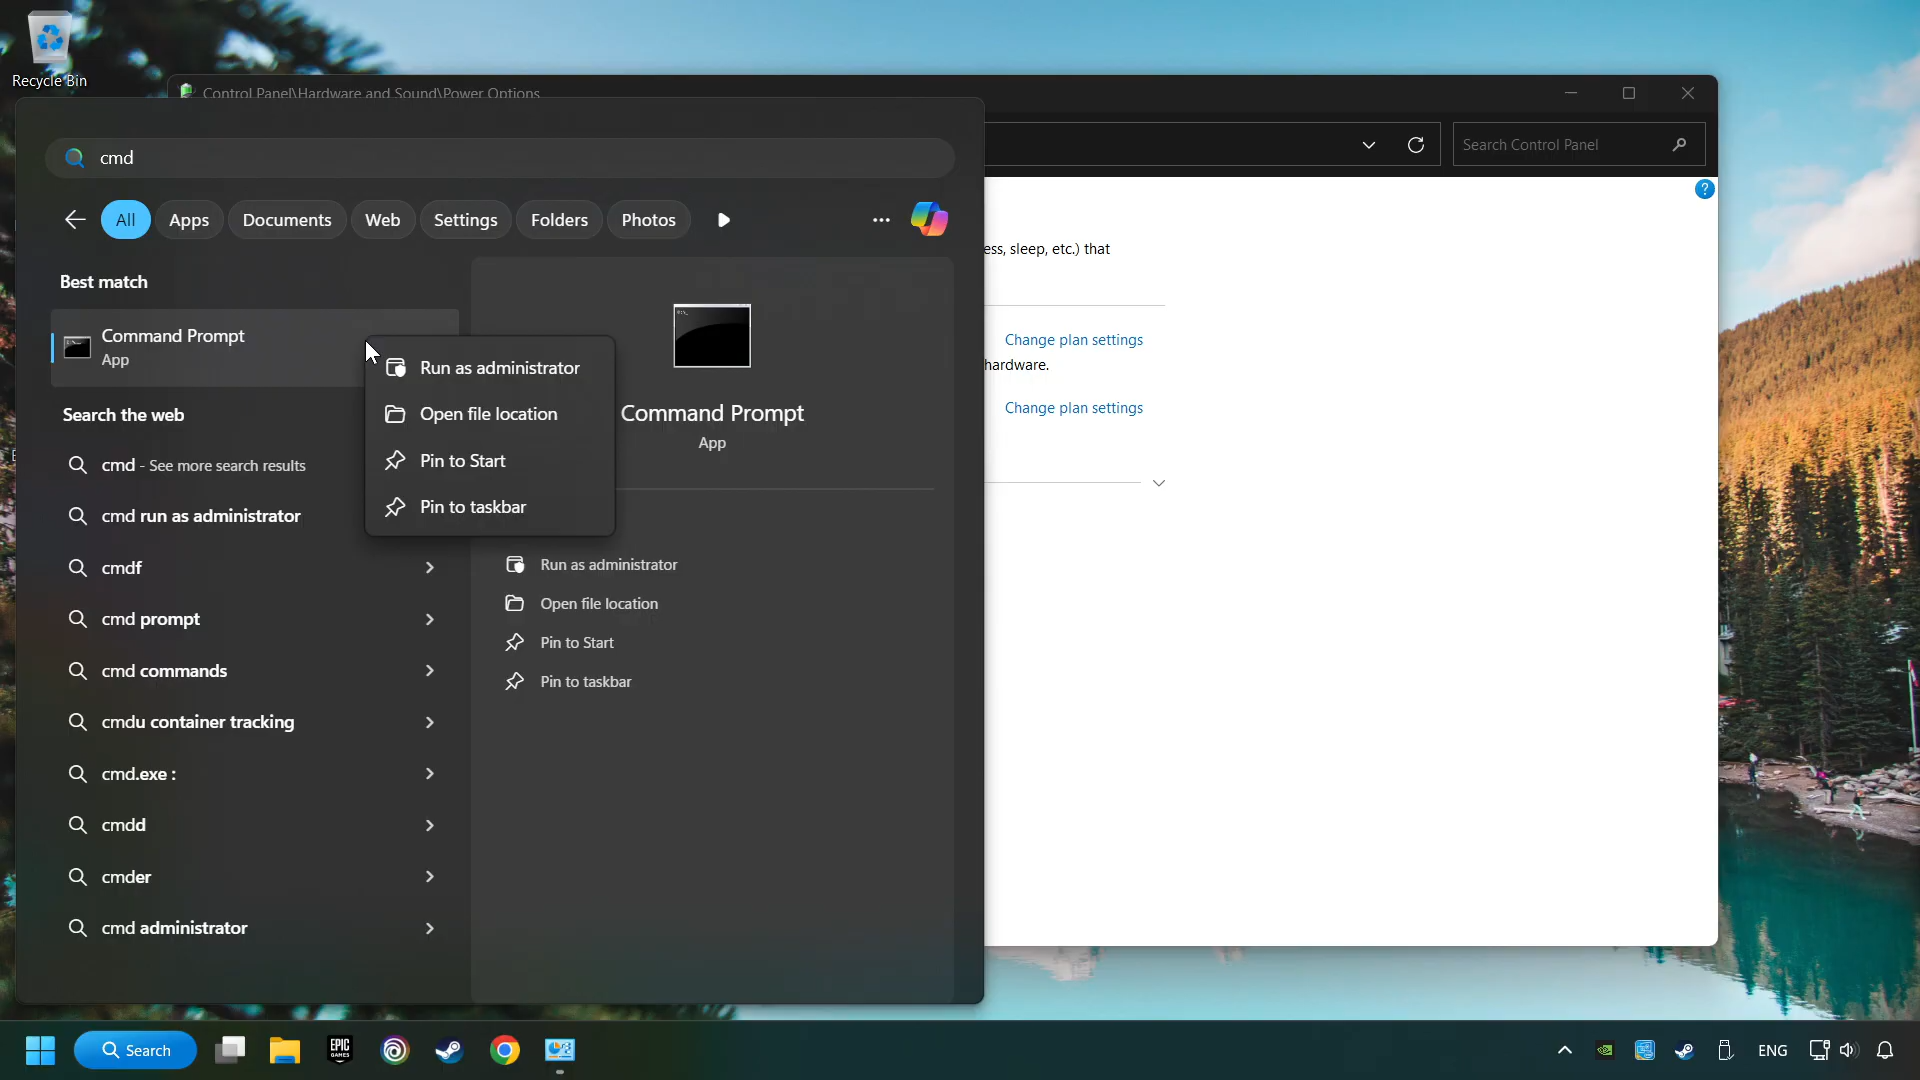 Recycle Bin
Control Panel\Hardware and Sound\Power Options
cmd
Search Control Panel
All
Apps
Documents
Web
Settings
Folders
Photos
?
ess, sleep, etc.) that
Best match
Command Prompt
App
Run as administrator
Open file location
Pin to Start
Pin to taskbar
Change plan settings
hardware.
Change plan settings
Command Prompt
App
Search the web
cmd - See more search results
cmd run as administrator
cmdf
cmd prompt
cmd commands
cmdu container tracking
cmd.exe :
cmdd
cmder
cmd administrator
Run as administrator
Open file location
Pin to Start
Pin to taskbar
Search
EPIC
GAMES
ENG